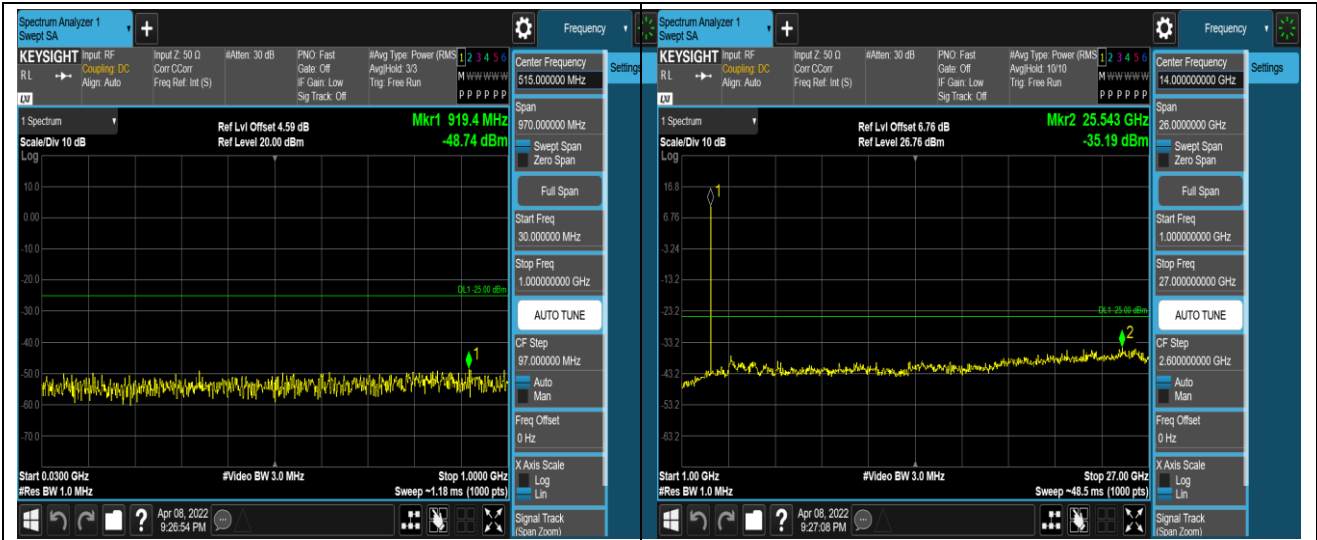 Spectrum Analyzer 1
Swept SA
+
Frequency
KEYSIGHT
Input: RF
Coupling: DC
Align: Auto
Input Z: 50 Ω
Corr CCorr
Freq Ref: Int (S)
#Atten: 30 dB
PNO: Fast
Gate: Off
IF Gain: Low
Sig Track: Off
#Avg Type: Power (RMS
Avg|Hold: 3/3
Trig: Free Run
1 2 3 4 5 6
M W W W W W
P P P P P P
RL
LXI
Center Frequency
515.000000 MHz
Settings
Span
970.000000 MHz
Swept Span
Zero Span
Full Span
Start Freq
30.000000 MHz
Stop Freq
1.000000000 GHz
AUTO TUNE
CF Step
97.000000 MHz
Auto
Man
Freq Offset
0 Hz
X Axis Scale
Log
Lin
Signal Track
(Span Zoom)
1 Spectrum
Scale/Div 10 dB
Log
Ref Lvl Offset 4.59 dB
Ref Level 20.00 dBm
Mkr1 919.4 MHz
-48.74 dBm
10.0
0.00
-10.0
-20.0
DL1 -25.00 dBm
-30.0
-40.0
1
-50.0
-60.0
-70.0
Start 0.0300 GHz
#Res BW 1.0 MHz
#Video BW 3.0 MHz
Stop 1.0000 GHz
Sweep ~1.18 ms (1000 pts)
?
Apr 08, 2022
9:26:54 PM
Spectrum Analyzer 1
Swept SA
+
Frequency
KEYSIGHT
Input: RF
Coupling: DC
Align: Auto
Input Z: 50 Ω
Corr CCorr
Freq Ref: Int (S)
#Atten: 30 dB
PNO: Fast
Gate: Off
IF Gain: Low
Sig Track: Off
#Avg Type: Power (RMS
Avg|Hold: 10/10
Trig: Free Run
1 2 3 4 5 6
M W W W W W
P P P P P P
RL
LXI
Center Frequency
14.000000000 GHz
Settings
Span
26.0000000 GHz
Swept Span
Zero Span
Full Span
Start Freq
1.000000000 GHz
Stop Freq
27.000000000 GHz
AUTO TUNE
CF Step
2.600000000 GHz
Auto
Man
Freq Offset
0 Hz
X Axis Scale
Log
Lin
Signal Track
(Span Zoom)
1 Spectrum
Scale/Div 10 dB
Log
Ref Lvl Offset 6.76 dB
Ref Level 26.76 dBm
Mkr2 25.543 GHz
-35.19 dBm
16.8
1
6.76
-3.24
-13.2
-23.2
DL1 -25.00 dBm
-33.2
2
-43.2
-53.2
-63.2
Start 1.00 GHz
#Res BW 1.0 MHz
#Video BW 3.0 MHz
Stop 27.00 GHz
Sweep ~48.5 ms (1000 pts)
?
Apr 08, 2022
9:27:08 PM